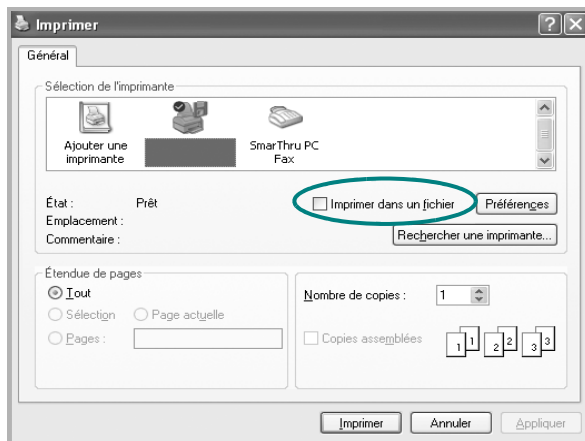 Imprimer
Général
Sélection de l'imprimante
Ajouter une
imprimante
SmarThru PC
Fax
État : Prêt
Imprimer dans un fichier
Préférences
Emplacement :
Commentaire :
Rechercher une imprimante...
Étendue de pages
Tout
Sélection Page actuelle
Pages :
Nombre de copies : 1
Copies assemblées
1 1 2 2 3 3
Imprimer Annuler Appliquer